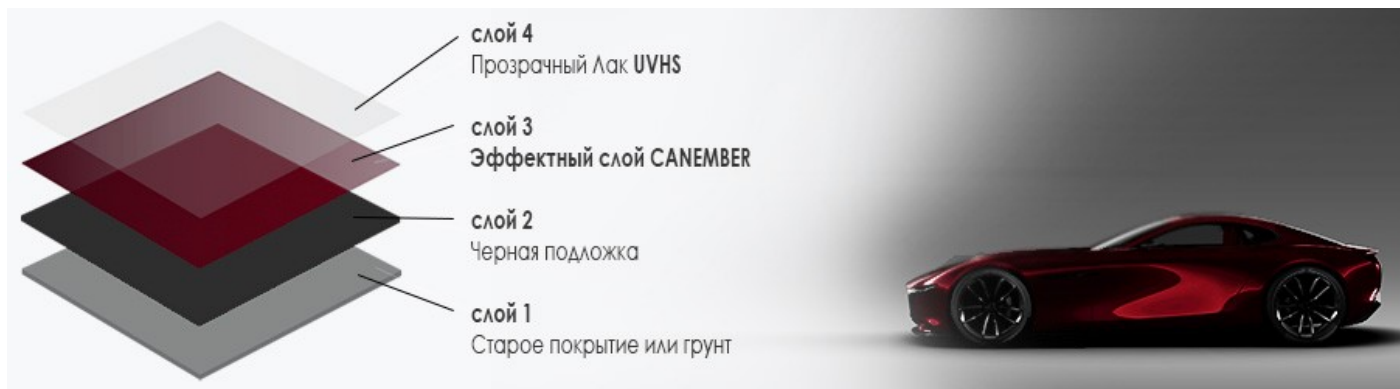 слой 4
Прозрачный Лак UVHS
слой 3
Эффектный слой CANEMBER
слой 2
Черная подложка
слой 1
Старое покрытие или грунт